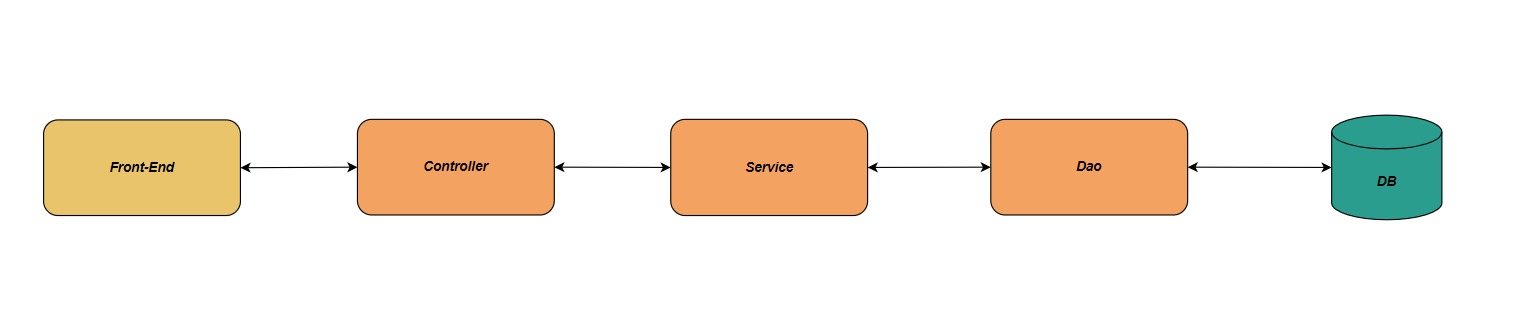 Front-End
Controller
Service
Dao
DB